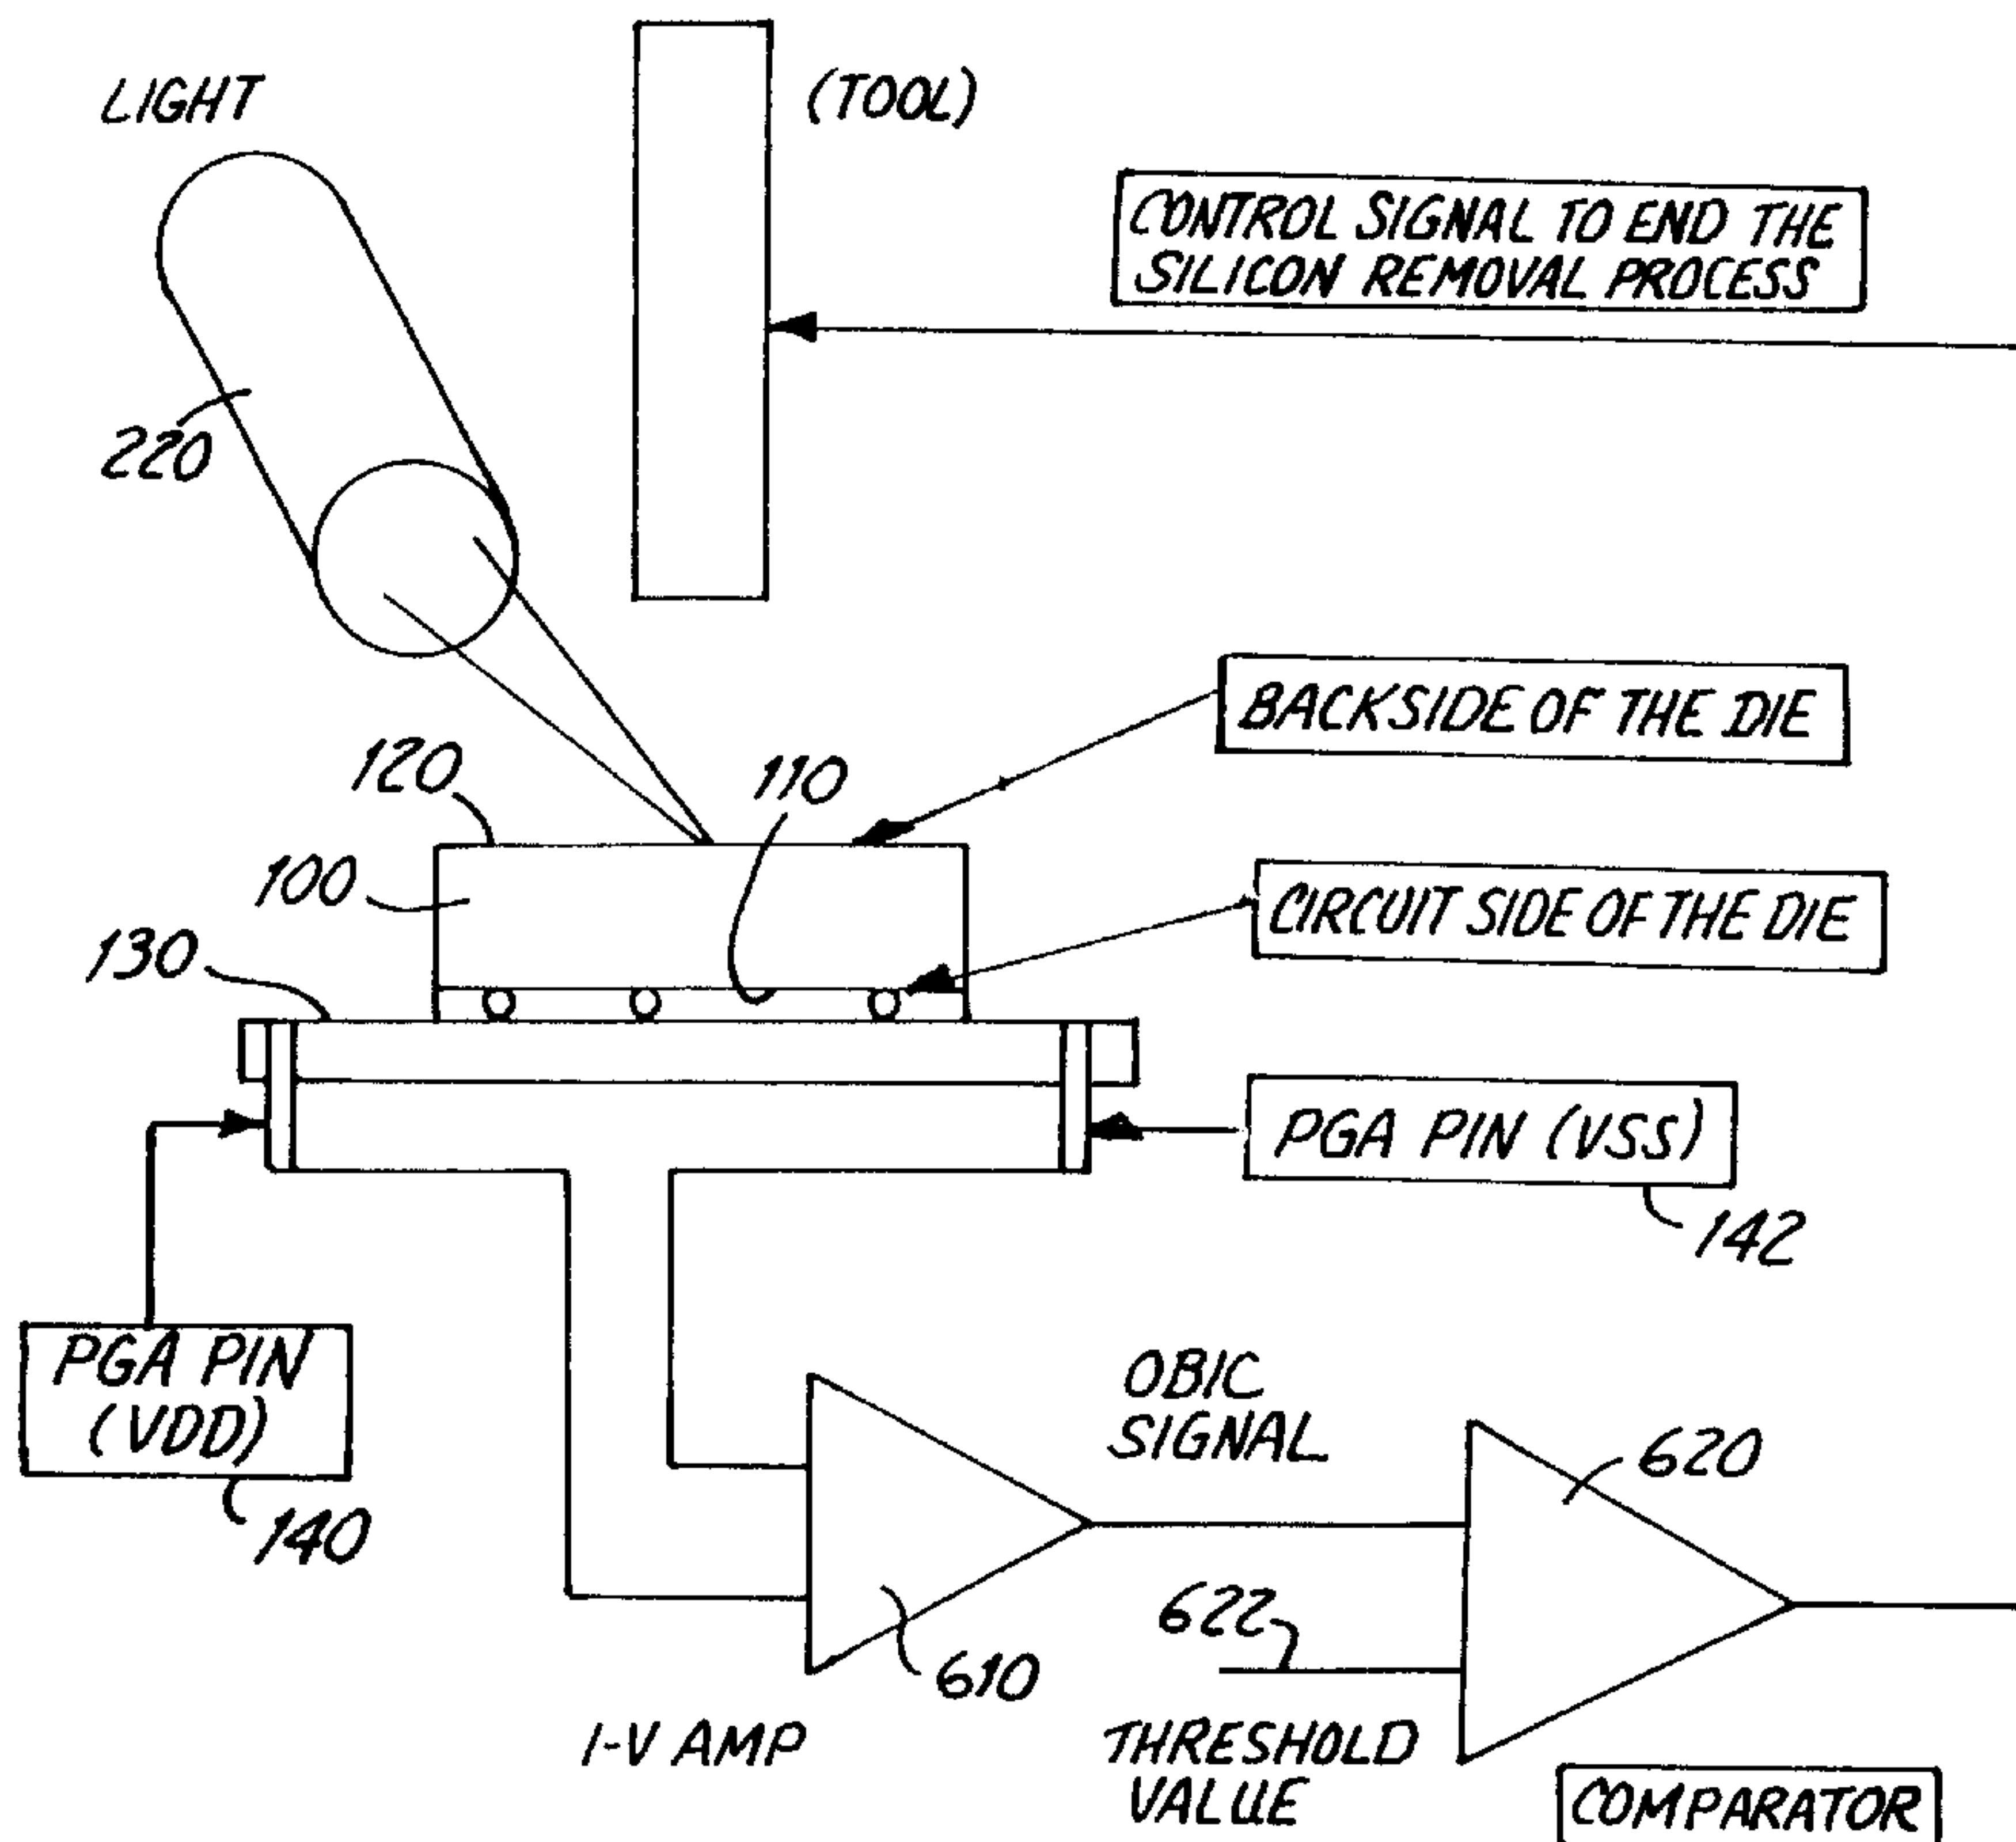 LIGHT
(TOOL)
CONTROL SIGNAL TO END THE
SILICON REMOVAL PROCESS
220
BACKSIDE OF THE DIE
120
110
100
CIRCUIT SIDE OF THE DIE
130
PGA PIN (VSS)
142
PGA PIN
(VDD)
140
OBIC
SIGNAL
620
622
610
I-V AMP
THRESHOLD
VALUE
COMPARATOR